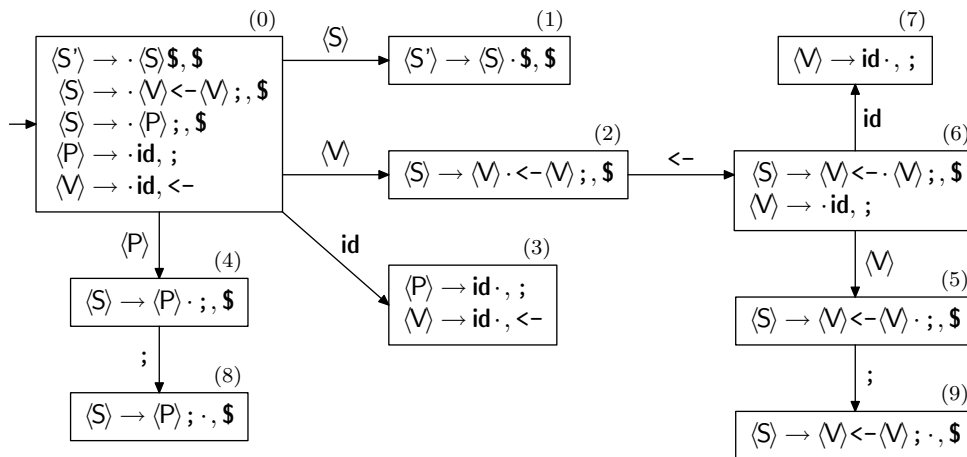 (0)
⟨S'⟩ → · ⟨S⟩ $, $
⟨S⟩ → · ⟨V⟩ <- ⟨V⟩ ; , $
⟨S⟩ → · ⟨P⟩ ; , $
⟨P⟩ → · id, ;
⟨V⟩ → · id, <-
⟨S⟩
(1)
⟨S'⟩ → ⟨S⟩ · $, $
⟨V⟩
(2)
⟨S⟩ → ⟨V⟩ · <- ⟨V⟩ ; , $
<-
(7)
⟨V⟩ → id · , ;
id
(6)
⟨S⟩ → ⟨V⟩ <- · ⟨V⟩ ; , $
⟨V⟩ → · id, ;
⟨P⟩
(4)
⟨S⟩ → ⟨P⟩ · ; , $
id
(3)
⟨P⟩ → id · , ;
⟨V⟩ → id · , <-
⟨V⟩
(5)
⟨S⟩ → ⟨V⟩ <- ⟨V⟩ · ; , $
;
(8)
⟨S⟩ → ⟨P⟩ ; · , $
;
(9)
⟨S⟩ → ⟨V⟩ <- ⟨V⟩ ; · , $